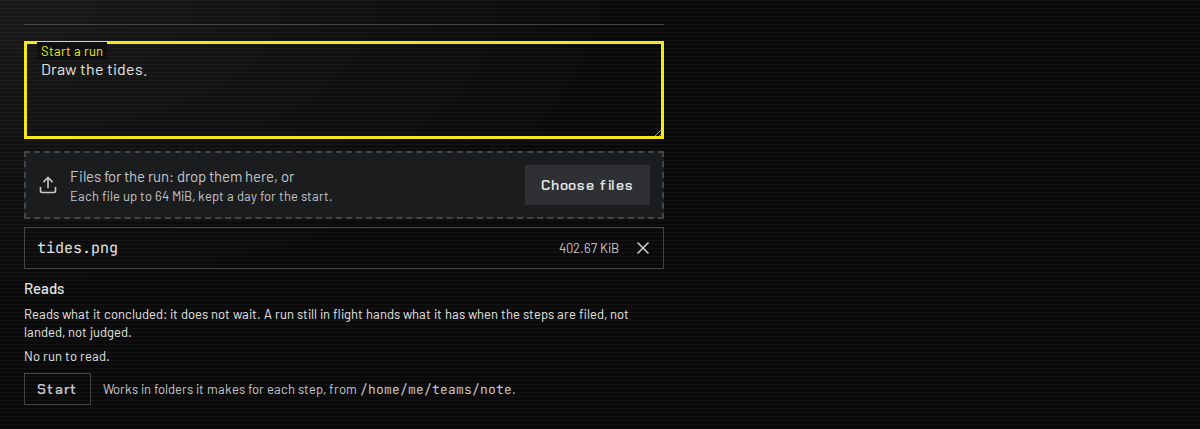 Start a run
Draw the tides.
Files for the run: drop them here, or
Each file up to 64 MiB, kept a day for the start.
Choose files
tides.png
402.67 KiB
Reads
Reads what it concluded: it does not wait. A run still in flight hands what it has when the steps are filed, not
landed, not judged.
No run to read.
Start
Works in folders it makes for each step, from /home/me/teams/note.